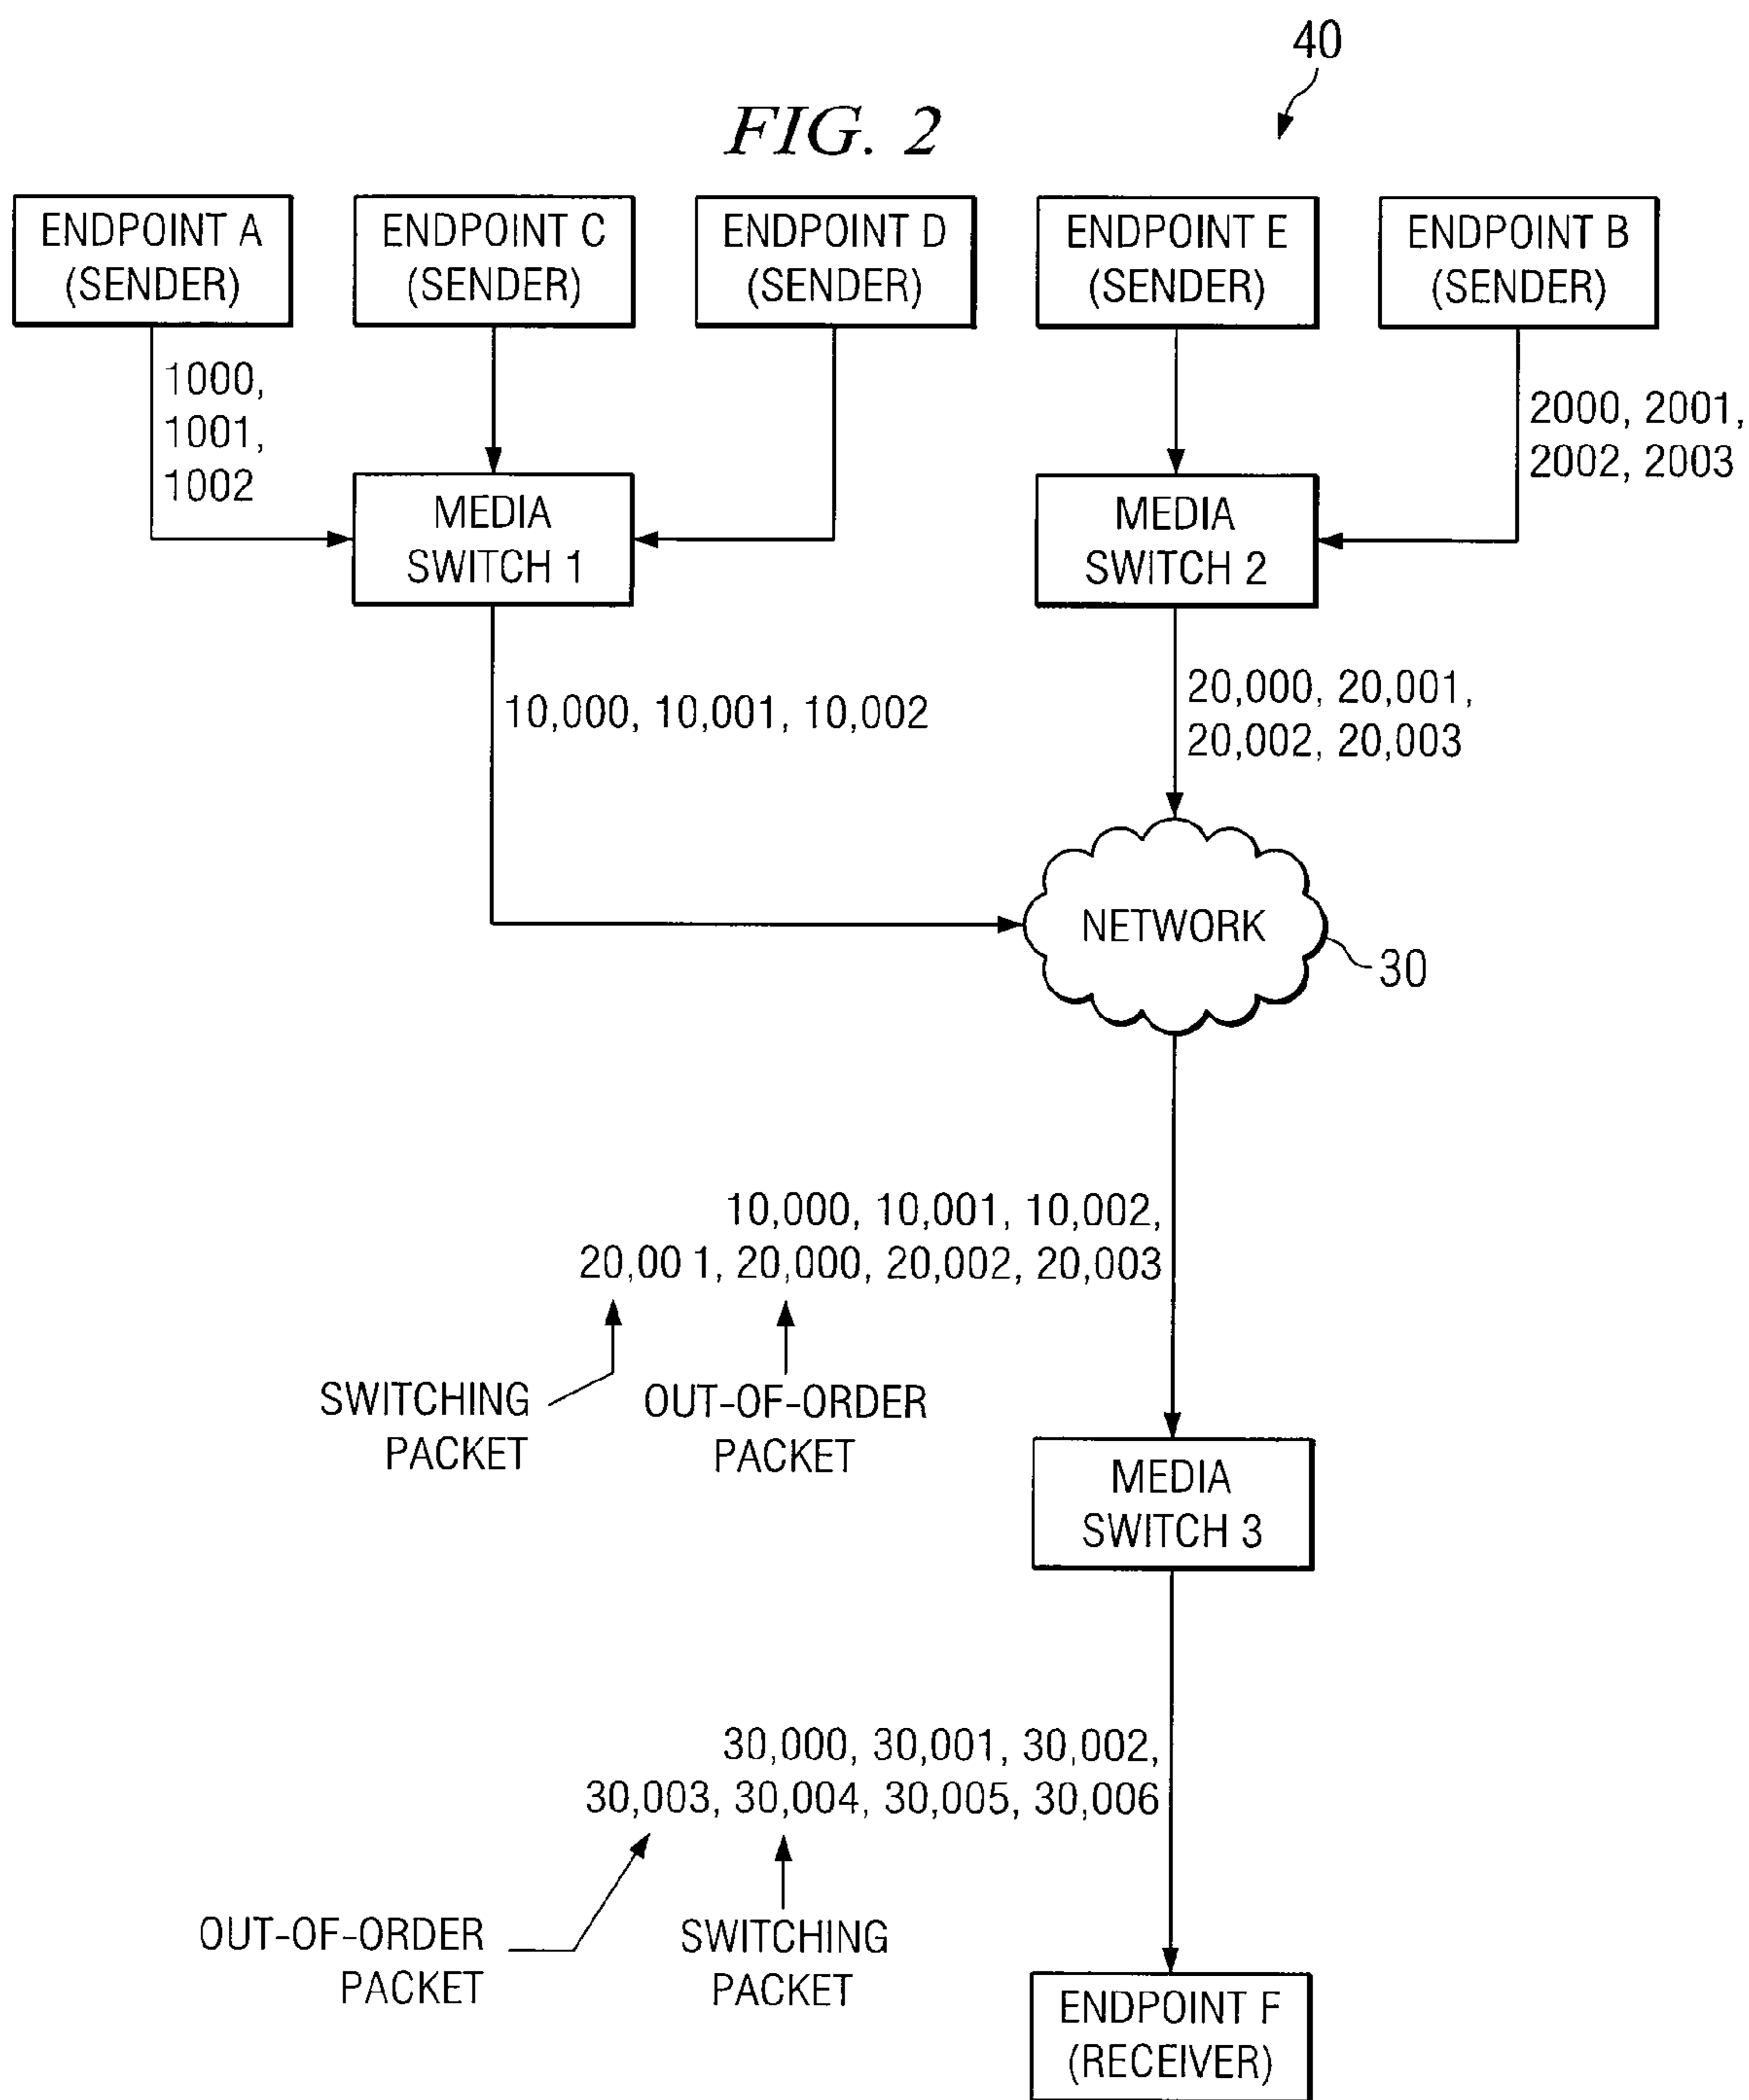 40
FIG. 2
ENDPOINT A
(SENDER)
ENDPOINT C
(SENDER)
ENDPOINT D
(SENDER)
ENDPOINT E
(SENDER)
ENDPOINT B
(SENDER)
1000,
1001,
1002
2000, 2001,
2002, 2003
MEDIA
SWITCH 1
MEDIA
SWITCH 2
10,000, 10,001, 10,002
20,000, 20,001,
20,002, 20,003
NETWORK
30
10,000, 10,001, 10,002,
20,00 1, 20,000, 20,002, 20,003
SWITCHING
PACKET
OUT-OF-ORDER
PACKET
MEDIA
SWITCH 3
30,000, 30,001, 30,002,
30,003, 30,004, 30,005, 30,006
OUT-OF-ORDER
PACKET
SWITCHING
PACKET
ENDPOINT F
(RECEIVER)